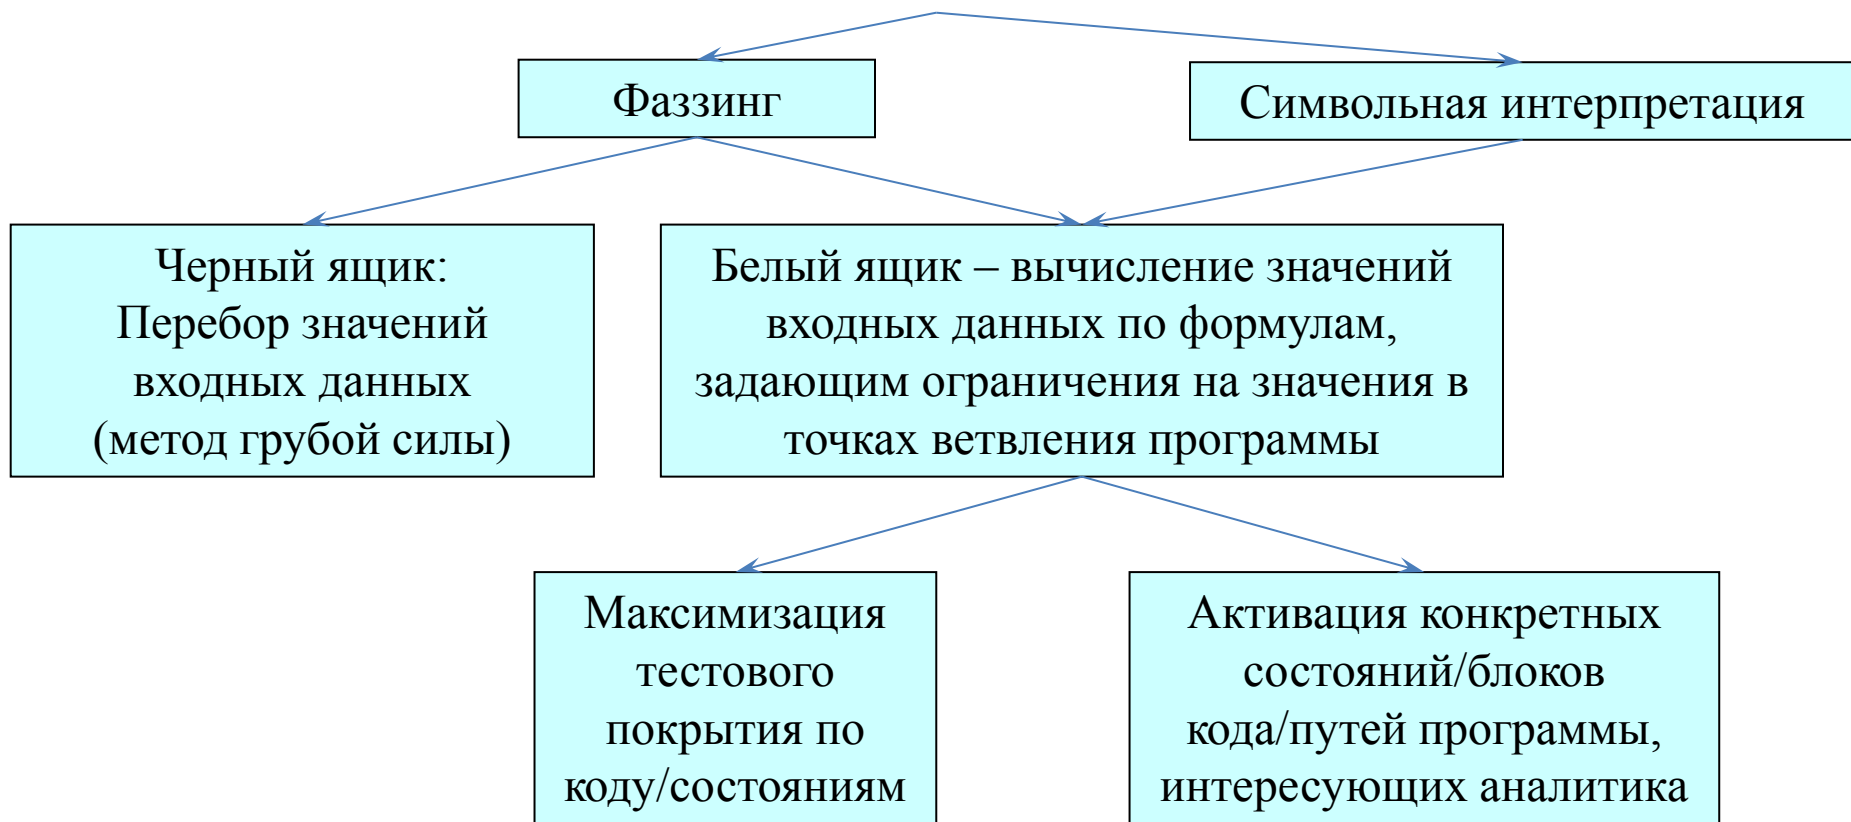 Фаззинг
Символьная интерпретация
Черный ящик:
Перебор значений
входных данных
(метод грубой силы)
Белый ящик – вычисление значений
входных данных по формулам,
задающим ограничения на значения в
точках ветвления программы
Максимизация
тестового
покрытия по
коду/состояниям
Активация конкретных
состояний/блоков
кода/путей программы,
интересующих аналитика